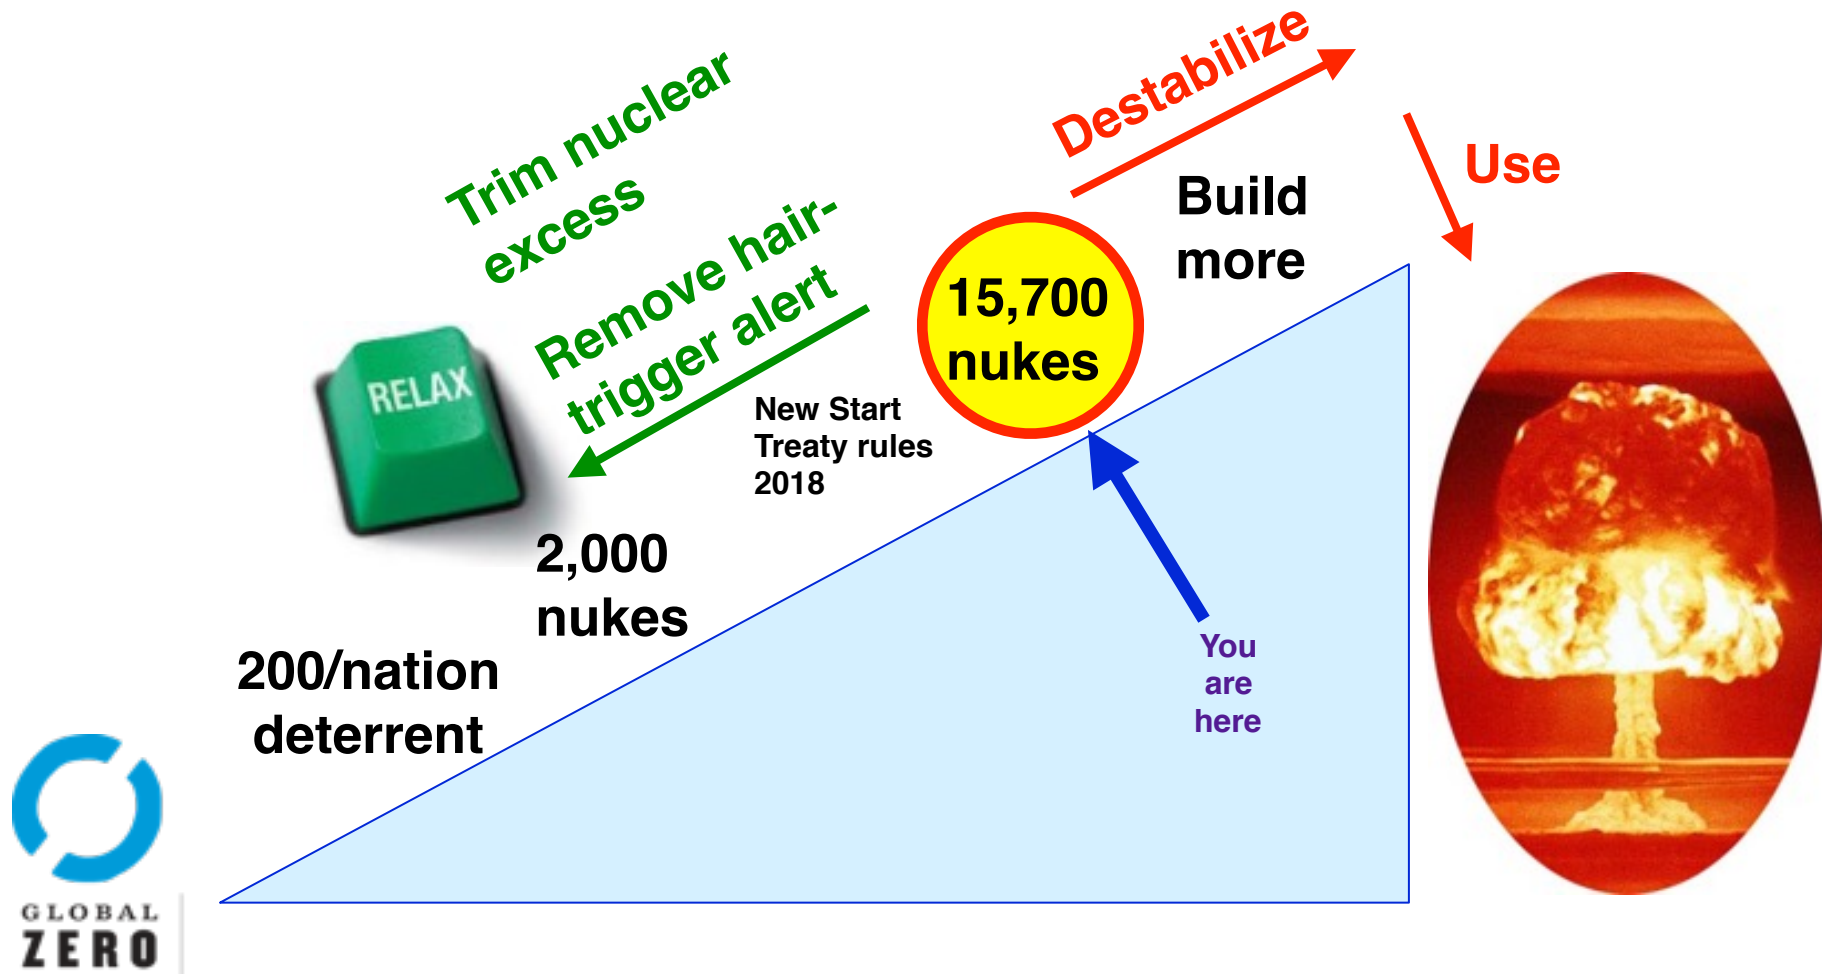 Destabilize
Use
Trim nuclear
excess
Build
more
Remove hair-
trigger alert
15,700
nukes
RELAX
New Start
Treaty rules
2018
2,000
nukes
You
are
here
200/nation
deterrent
GLOBAL
ZERO